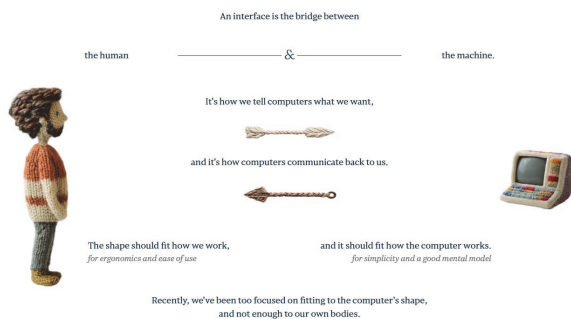 An interface is the bridge between
the human & the machine.
It's how we tell computers what we want,
and it's how computers communicate back to us.
The shape should fit how we work,
for ergonomics and ease of use
and it should fit how the computer works.
for simplicity and a good mental model
Recently, we've been too focused on fitting to the computer's shape,
and not enough to our own bodies.